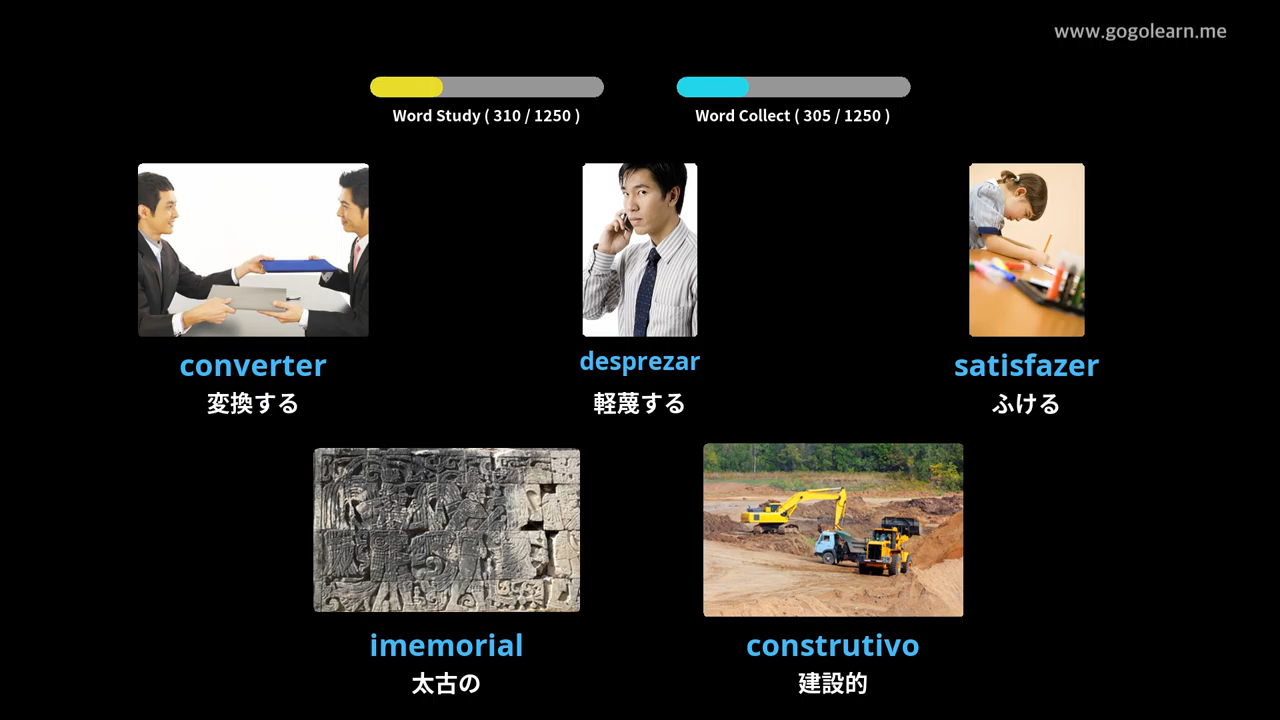 www.gogolearn.me
Word Study ( 310 / 1250 )
Word Collect ( 305 / 1250 )
converter
変換する
desprezar
軽蔑する
satisfazer
ふける
imemorial
太古の
construtivo
建設的